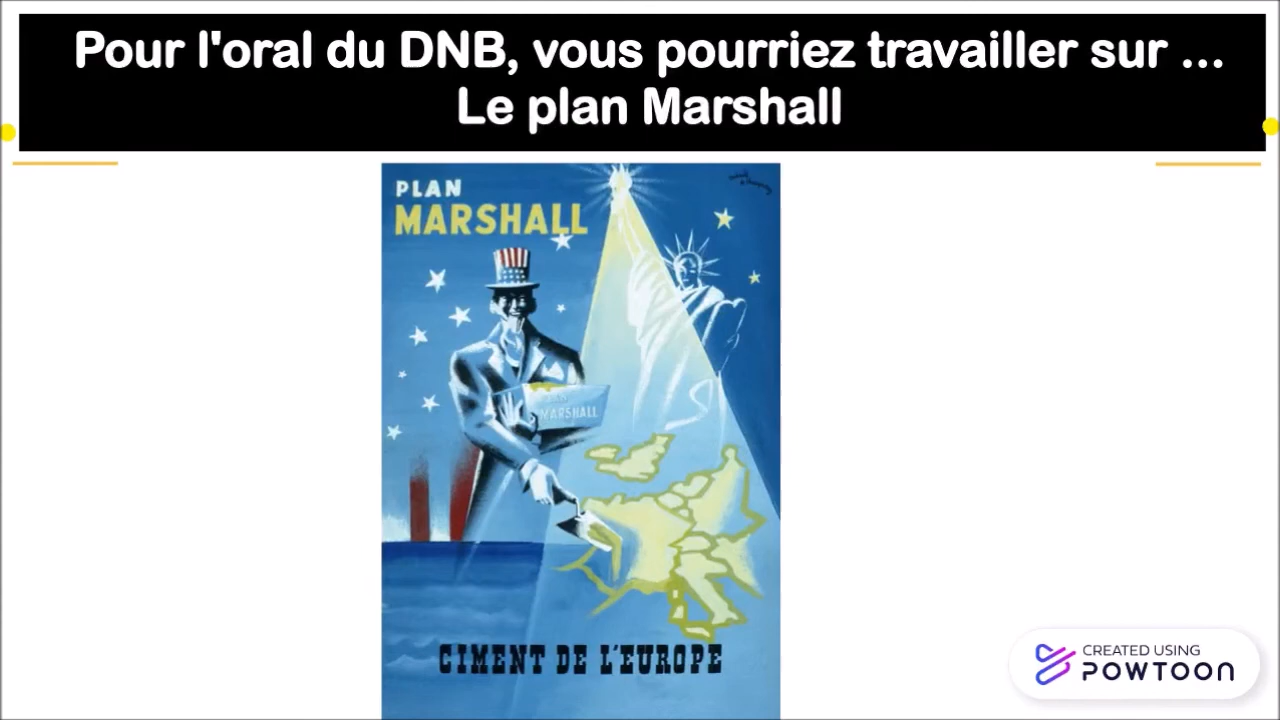 Pour l'oral du DNB, vous pourriez travailler sur ...
Le plan Marshall
PLAN
MARSHALL
PLAN
MARSHALL
CIMENT DE L'EUROPE
CREATED USING
POWTOON